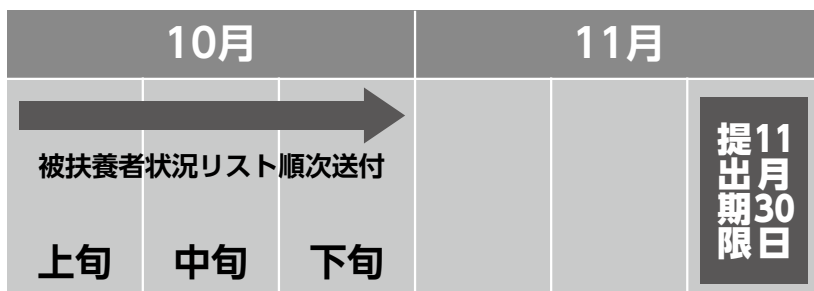 10月
11月
被扶養者状況リスト順次送付
上旬
中旬
下旬
11月30日
提出期限